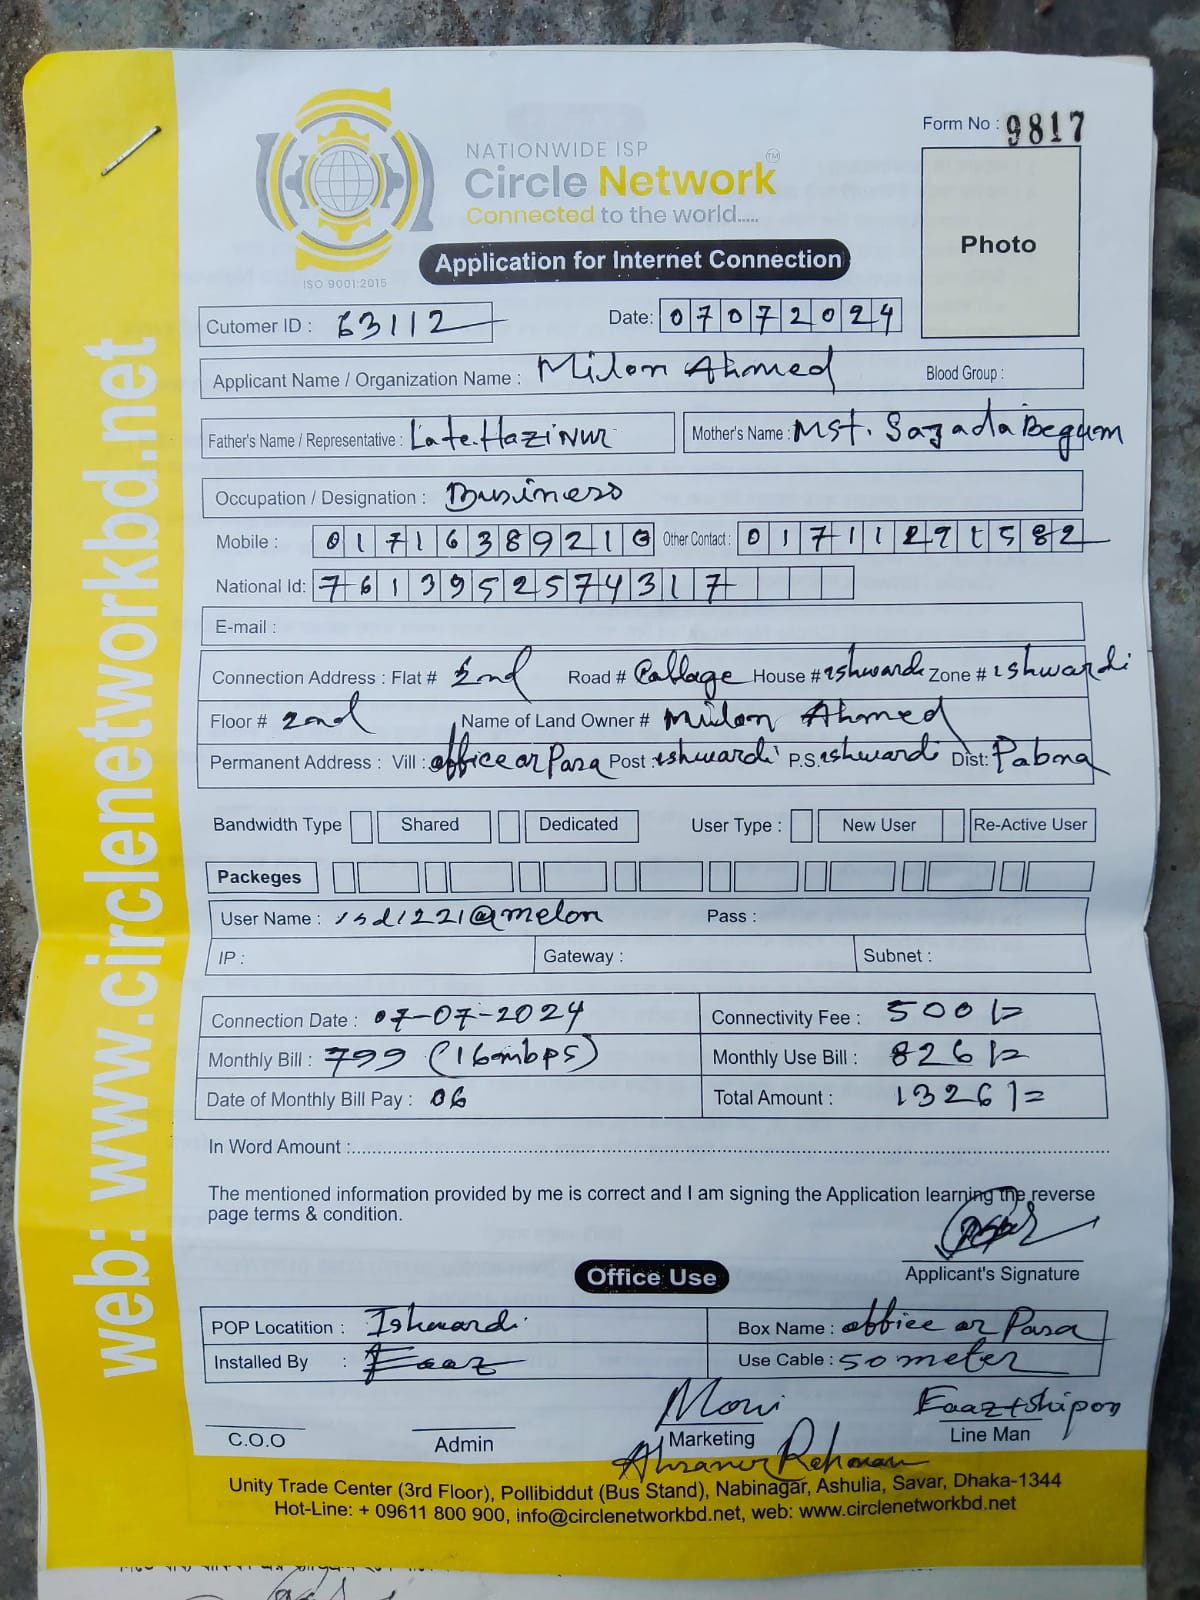 web: www.circlenetworkbd.net
Form No : 9817
NATIONWIDE ISP
Circle Network TM
Connected to the world.....
ISO 9001:2015
Application for Internet Connection
Photo
Cutomer ID : 63112
Date: 07072024
Applicant Name / Organization Name : Milon Ahmed Blood Group :
Father's Name / Representative : Late. Hazi Nur Mother's Name : Mst. Sazada Begum
Occupation / Designation : Business
Mobile : 0171638921 Other Contact : 0171129 582
National Id: 7613952574317
E-mail :
Connection Address : Flat # 2nd Road # Collage House # ishwardi Zone # ishwardi
Floor # 2nd Name of Land Owner # Milon Ahmed
Permanent Address : Vill : office ar Para Post : ishwardi P.S. ishwardi Dist: Pabna
Bandwidth Type Shared Dedicated User Type : New User Re-Active User
Packeges
User Name : isd1221@melon Pass :
IP : Gateway : Subnet :
Connection Date : 07-07-2024 Connectivity Fee : 500/=
Monthly Bill : 799 (16mbps) Monthly Use Bill : 826/=
Date of Monthly Bill Pay : 06 Total Amount : 1326/=
In Word Amount :
The mentioned information provided by me is correct and I am signing the Application learning the reverse
page terms & condition.
Applicant's Signature
Office Use
POP Locatition : Ishwardi Box Name : office ar Para
Installed By : Faaz Use Cable : 50 meter
Moni Faaz+Shipon
C.O.O Admin Marketing Line Man
Rahman
Unity Trade Center (3rd Floor), Pollibiddut (Bus Stand), Nabinagar, Ashulia, Savar, Dhaka-1344
Hot-Line: + 09611 800 900, info@circlenetworkbd.net, web: www.circlenetworkbd.net